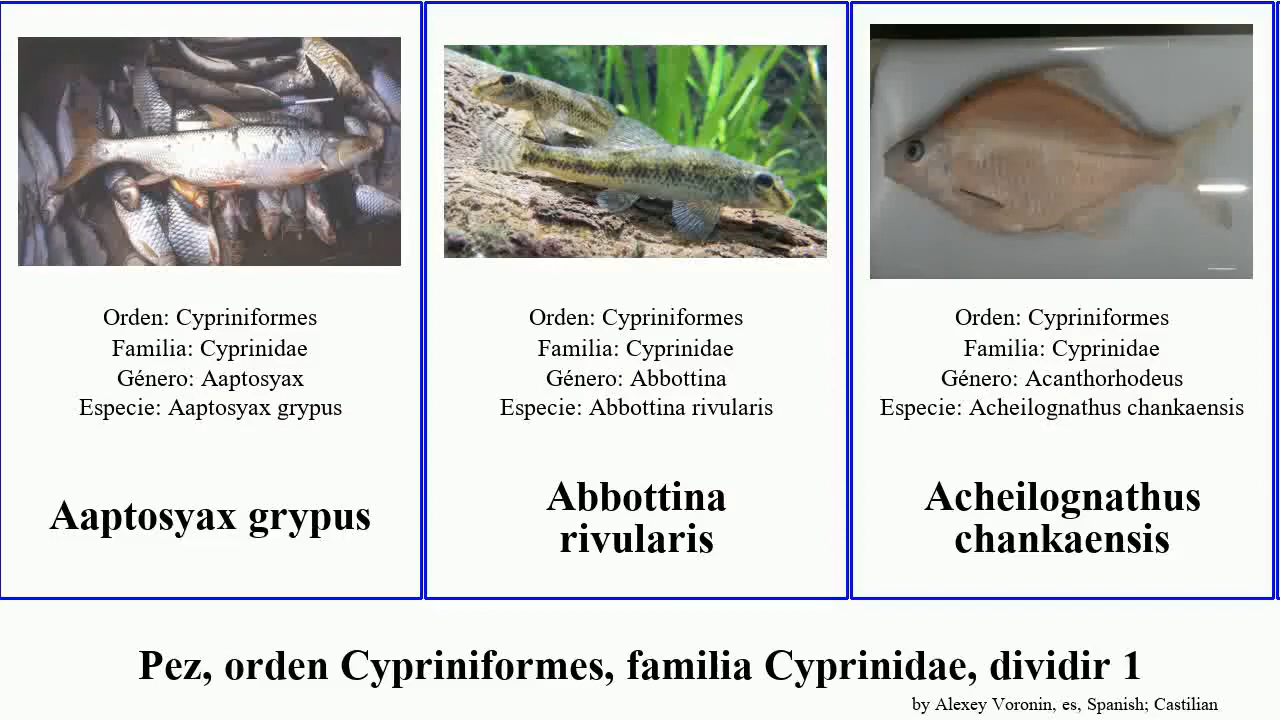 Orden: Cypriniformes
Familia: Cyprinidae
Género: Aaptosyax
Especie: Aaptosyax grypus
Aaptosyax grypus
Orden: Cypriniformes
Familia: Cyprinidae
Género: Abbottina
Especie: Abbottina rivularis
Abbottina
rivularis
Orden: Cypriniformes
Familia: Cyprinidae
Género: Acanthorhodeus
Especie: Acheilognathus chankaensis
Acheilognathus
chankaensis
Pez, orden Cypriniformes, familia Cyprinidae, dividir 1
by Alexey Voronin, es, Spanish; Castilian